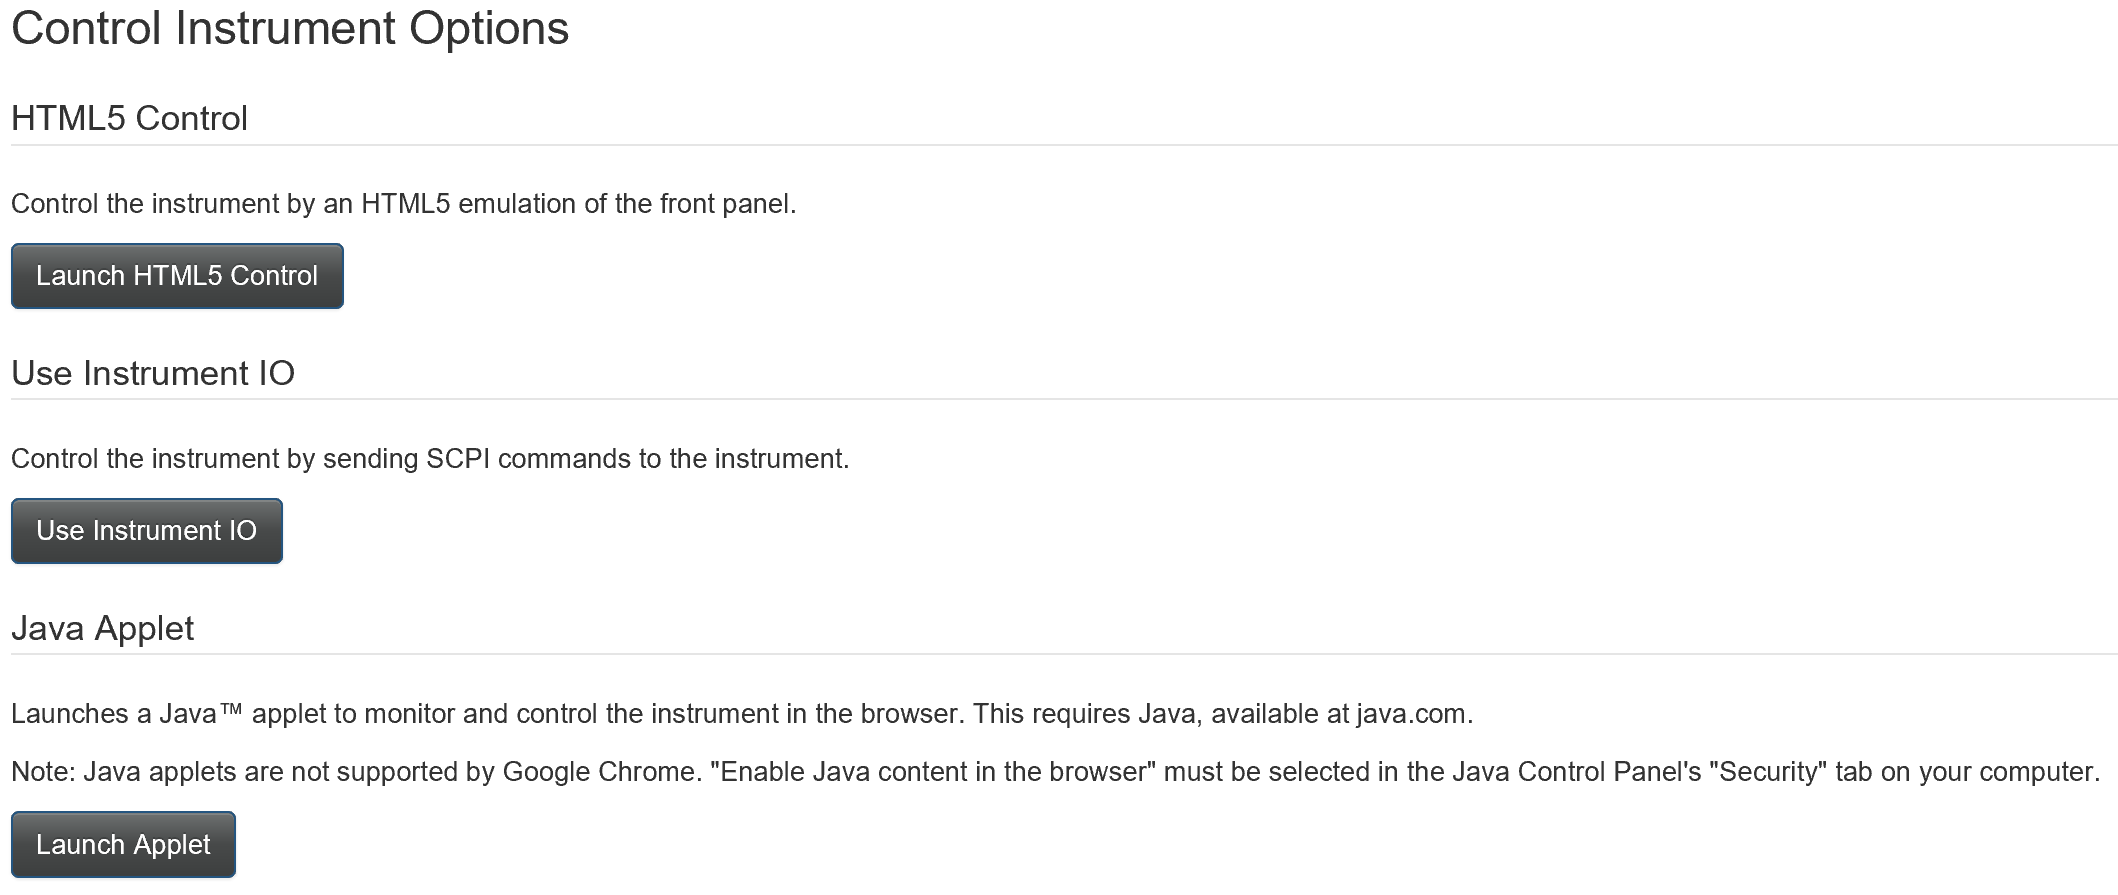 Control Instrument Options
HTML5 Control
Control the instrument by an HTML5 emulation of the front panel.
Launch HTML5 Control
Use Instrument IO
Control the instrument by sending SCPI commands to the instrument.
Use Instrument IO
Java Applet
Launches a Java™ applet to monitor and control the instrument in the browser. This requires Java, available at java.com.
Note: Java applets are not supported by Google Chrome. "Enable Java content in the browser" must be selected in the Java Control Panel's "Security" tab on your computer.
Launch Applet